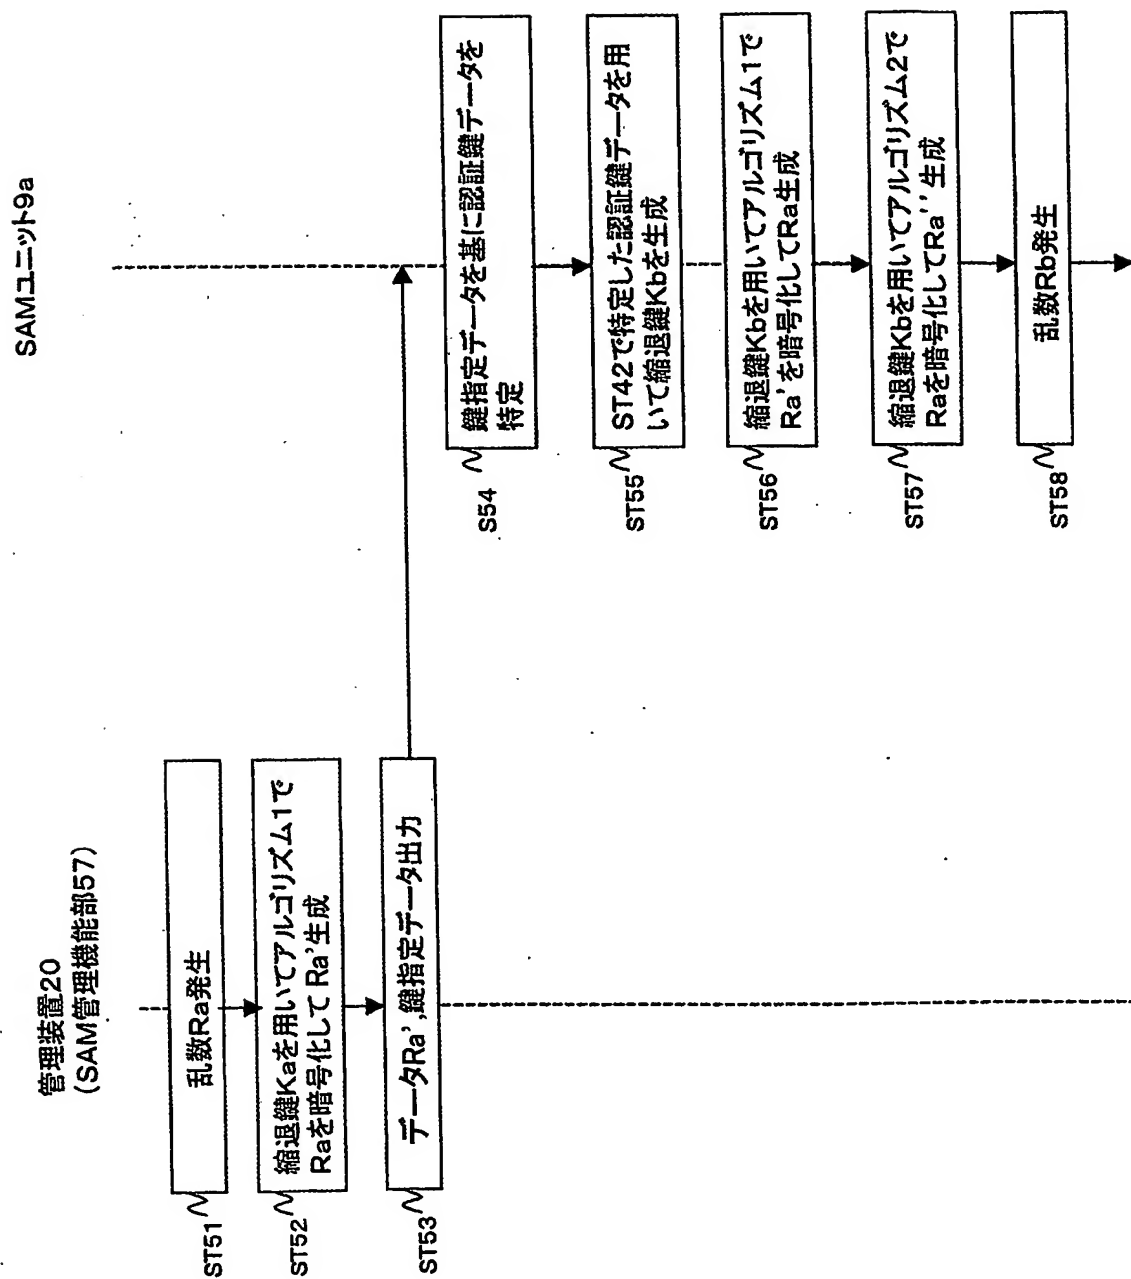 管理装置20
(SAM管理機能部57)
SAMユニット9a
ST51
乱数Ra発生
ST52
縮退鍵Kaを用いてアルゴリズム1で
Raを暗号化して Ra'生成
ST53
データRa',鍵指定データ出力
S54
鍵指定データを基に認証鍵データを
特定
ST55
ST42で特定した認証鍵データを用
いて縮退鍵Kbを生成
ST56
縮退鍵Kbを用いてアルゴリズム1で
Ra'を暗号化してRa生成
ST57
縮退鍵Kbを用いてアルゴリズム2で
Raを暗号化してRa''生成
ST58
乱数Rb発生